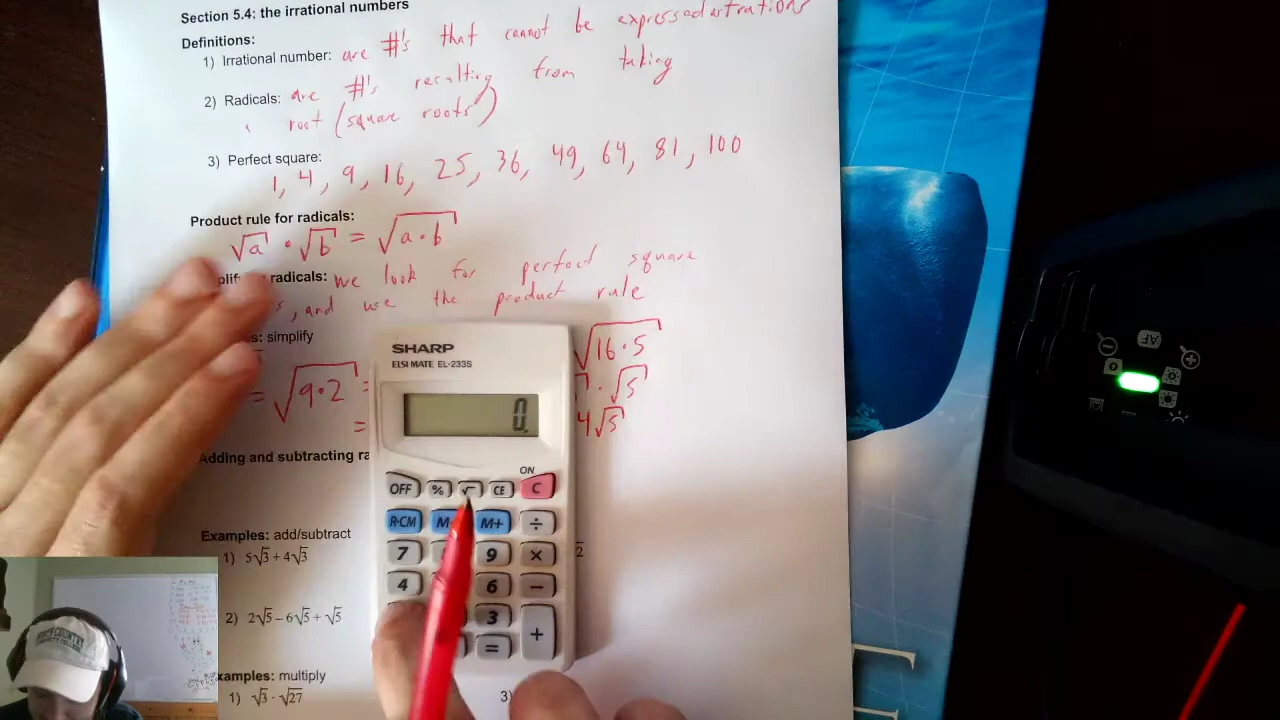 Section 5.4: the irrational numbers
Definitions:
1) Irrational number: are #'s that cannot be expressed as trations
2) Radicals: are #'s resulting from taking
root (square roots)
3) Perfect square:
1, 4, 9, 16, 25, 36, 49, 64, 81, 100
Product rule for radicals:
√a · √b = √a·b
radicals: we look for perfect square
, and use the product rule
simplify
= √9·2 =
=
√16·5
· √5
4√5
SHARP
ELSI MATE EL-233S
0.
ON
OFF % √ CE C
R·CM M M+ ÷
7 9 ×
4 6 −
3 +
=
Adding and subtracting ra
Examples: add/subtract
1) 5√3 + 4√3
2
2) 2√5 − 6√5 + √5
xamples: multiply
1) √3 · √27
3)
AF